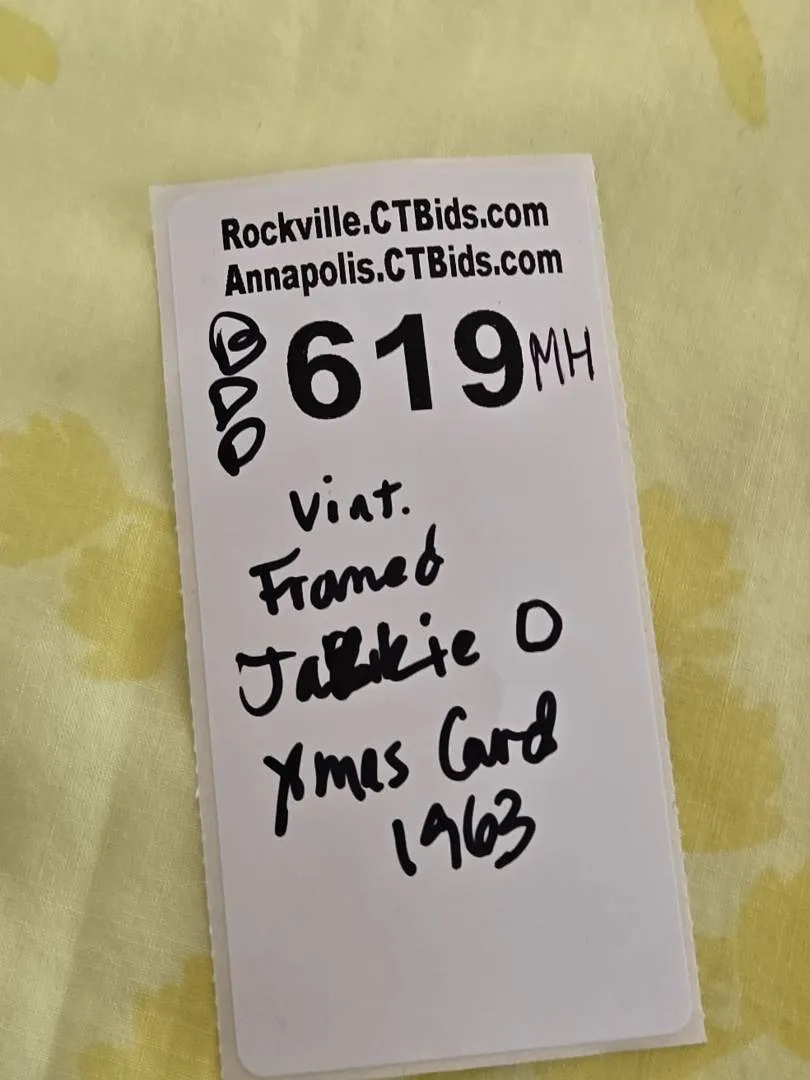 Rockville.CTBids.com
Annapolis.CTBids.com
B 619 MH
D
D
Vint.
Framed
Jackie O
Xmas Card
1963